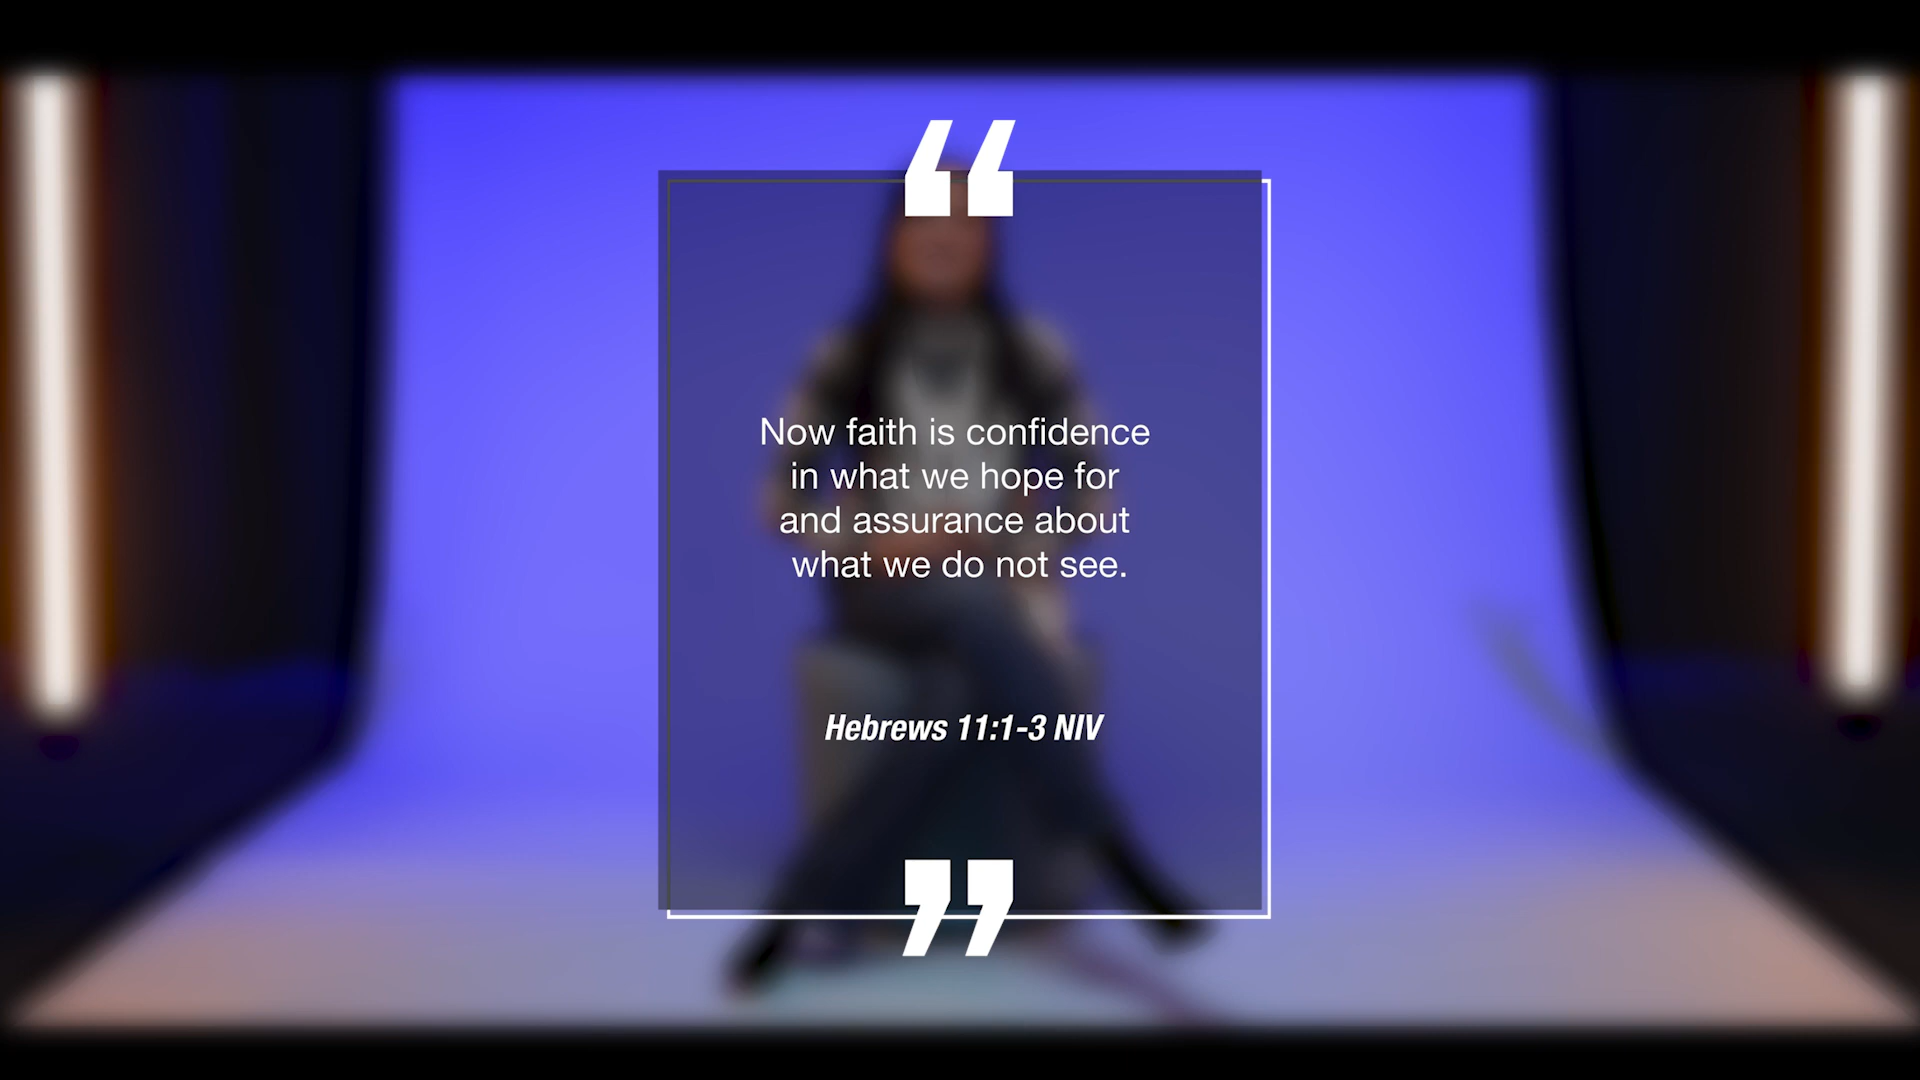 “
Now faith is confidence
in what we hope for
and assurance about
what we do not see.
Hebrews 11:1-3 NIV
”